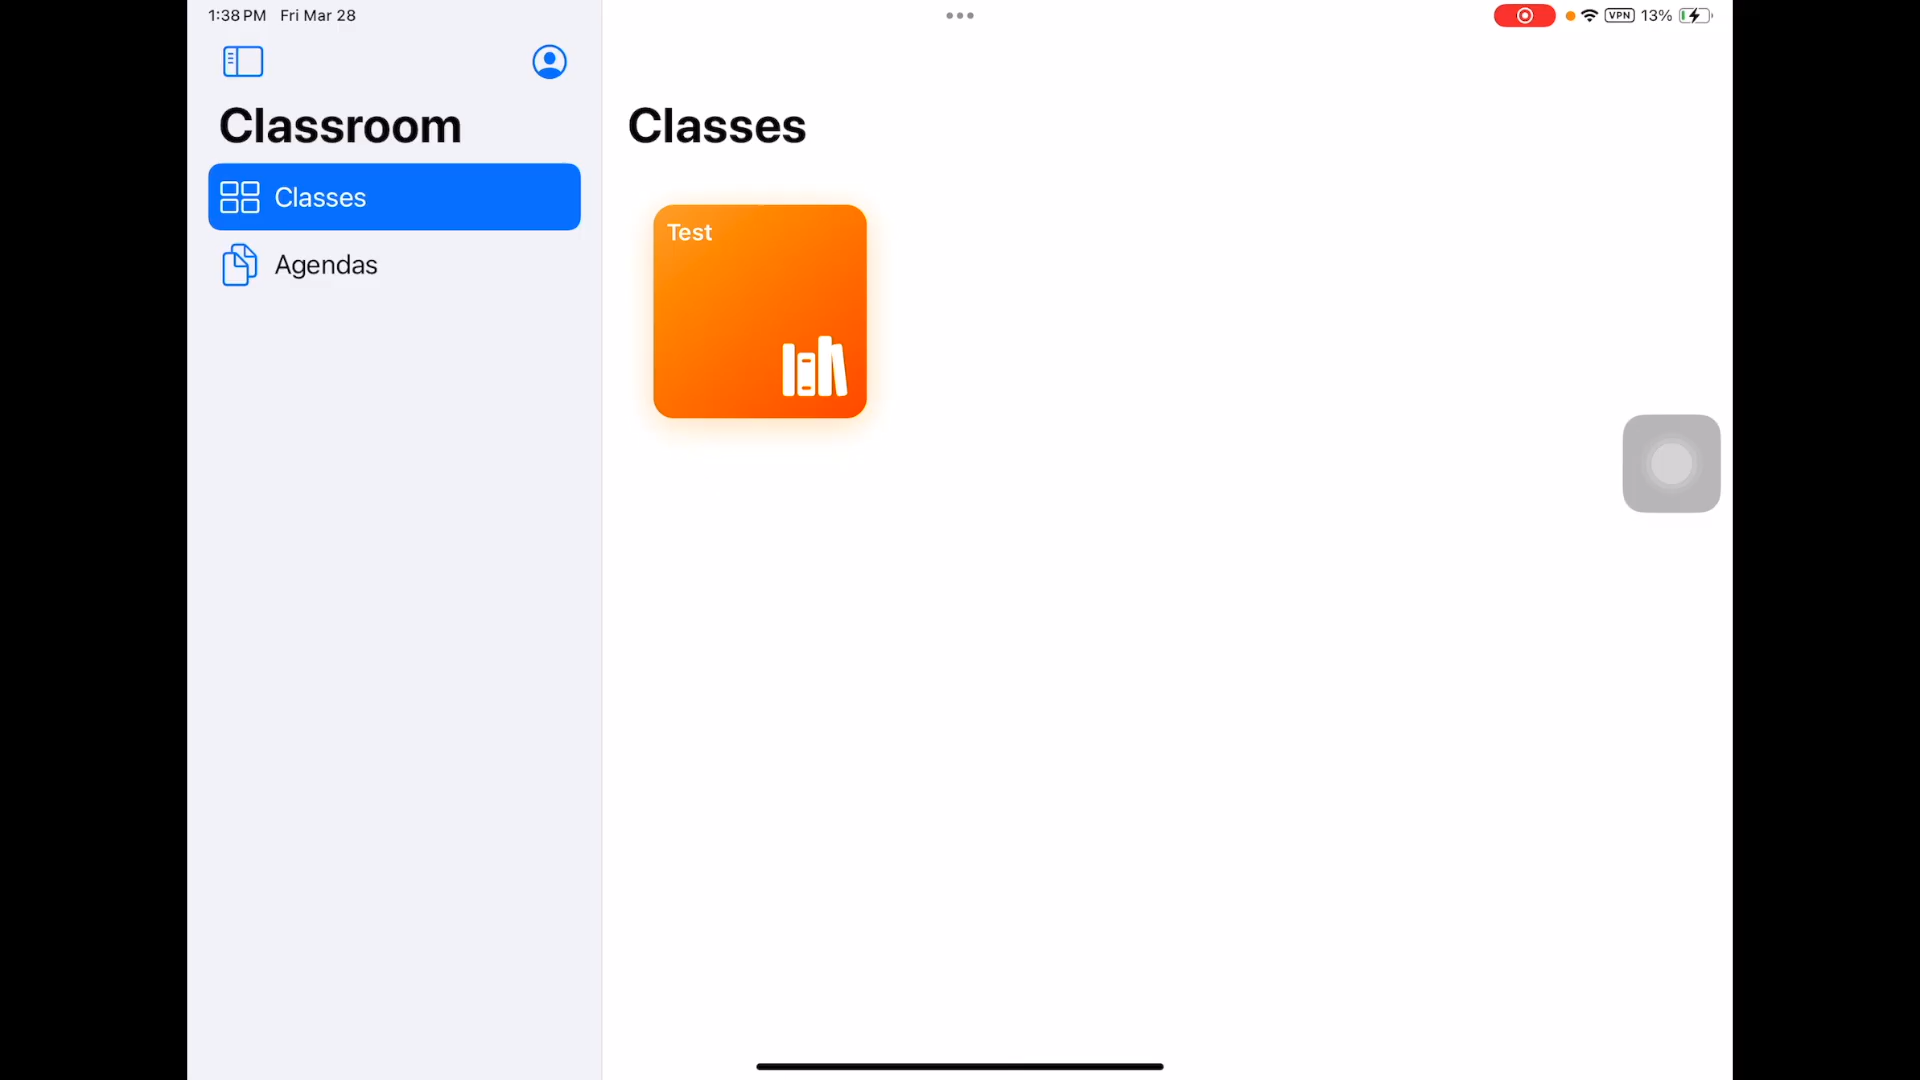 1:38 PM Fri Mar 28
VPN 13%
Classroom
Classes
Agendas
Classes
Test